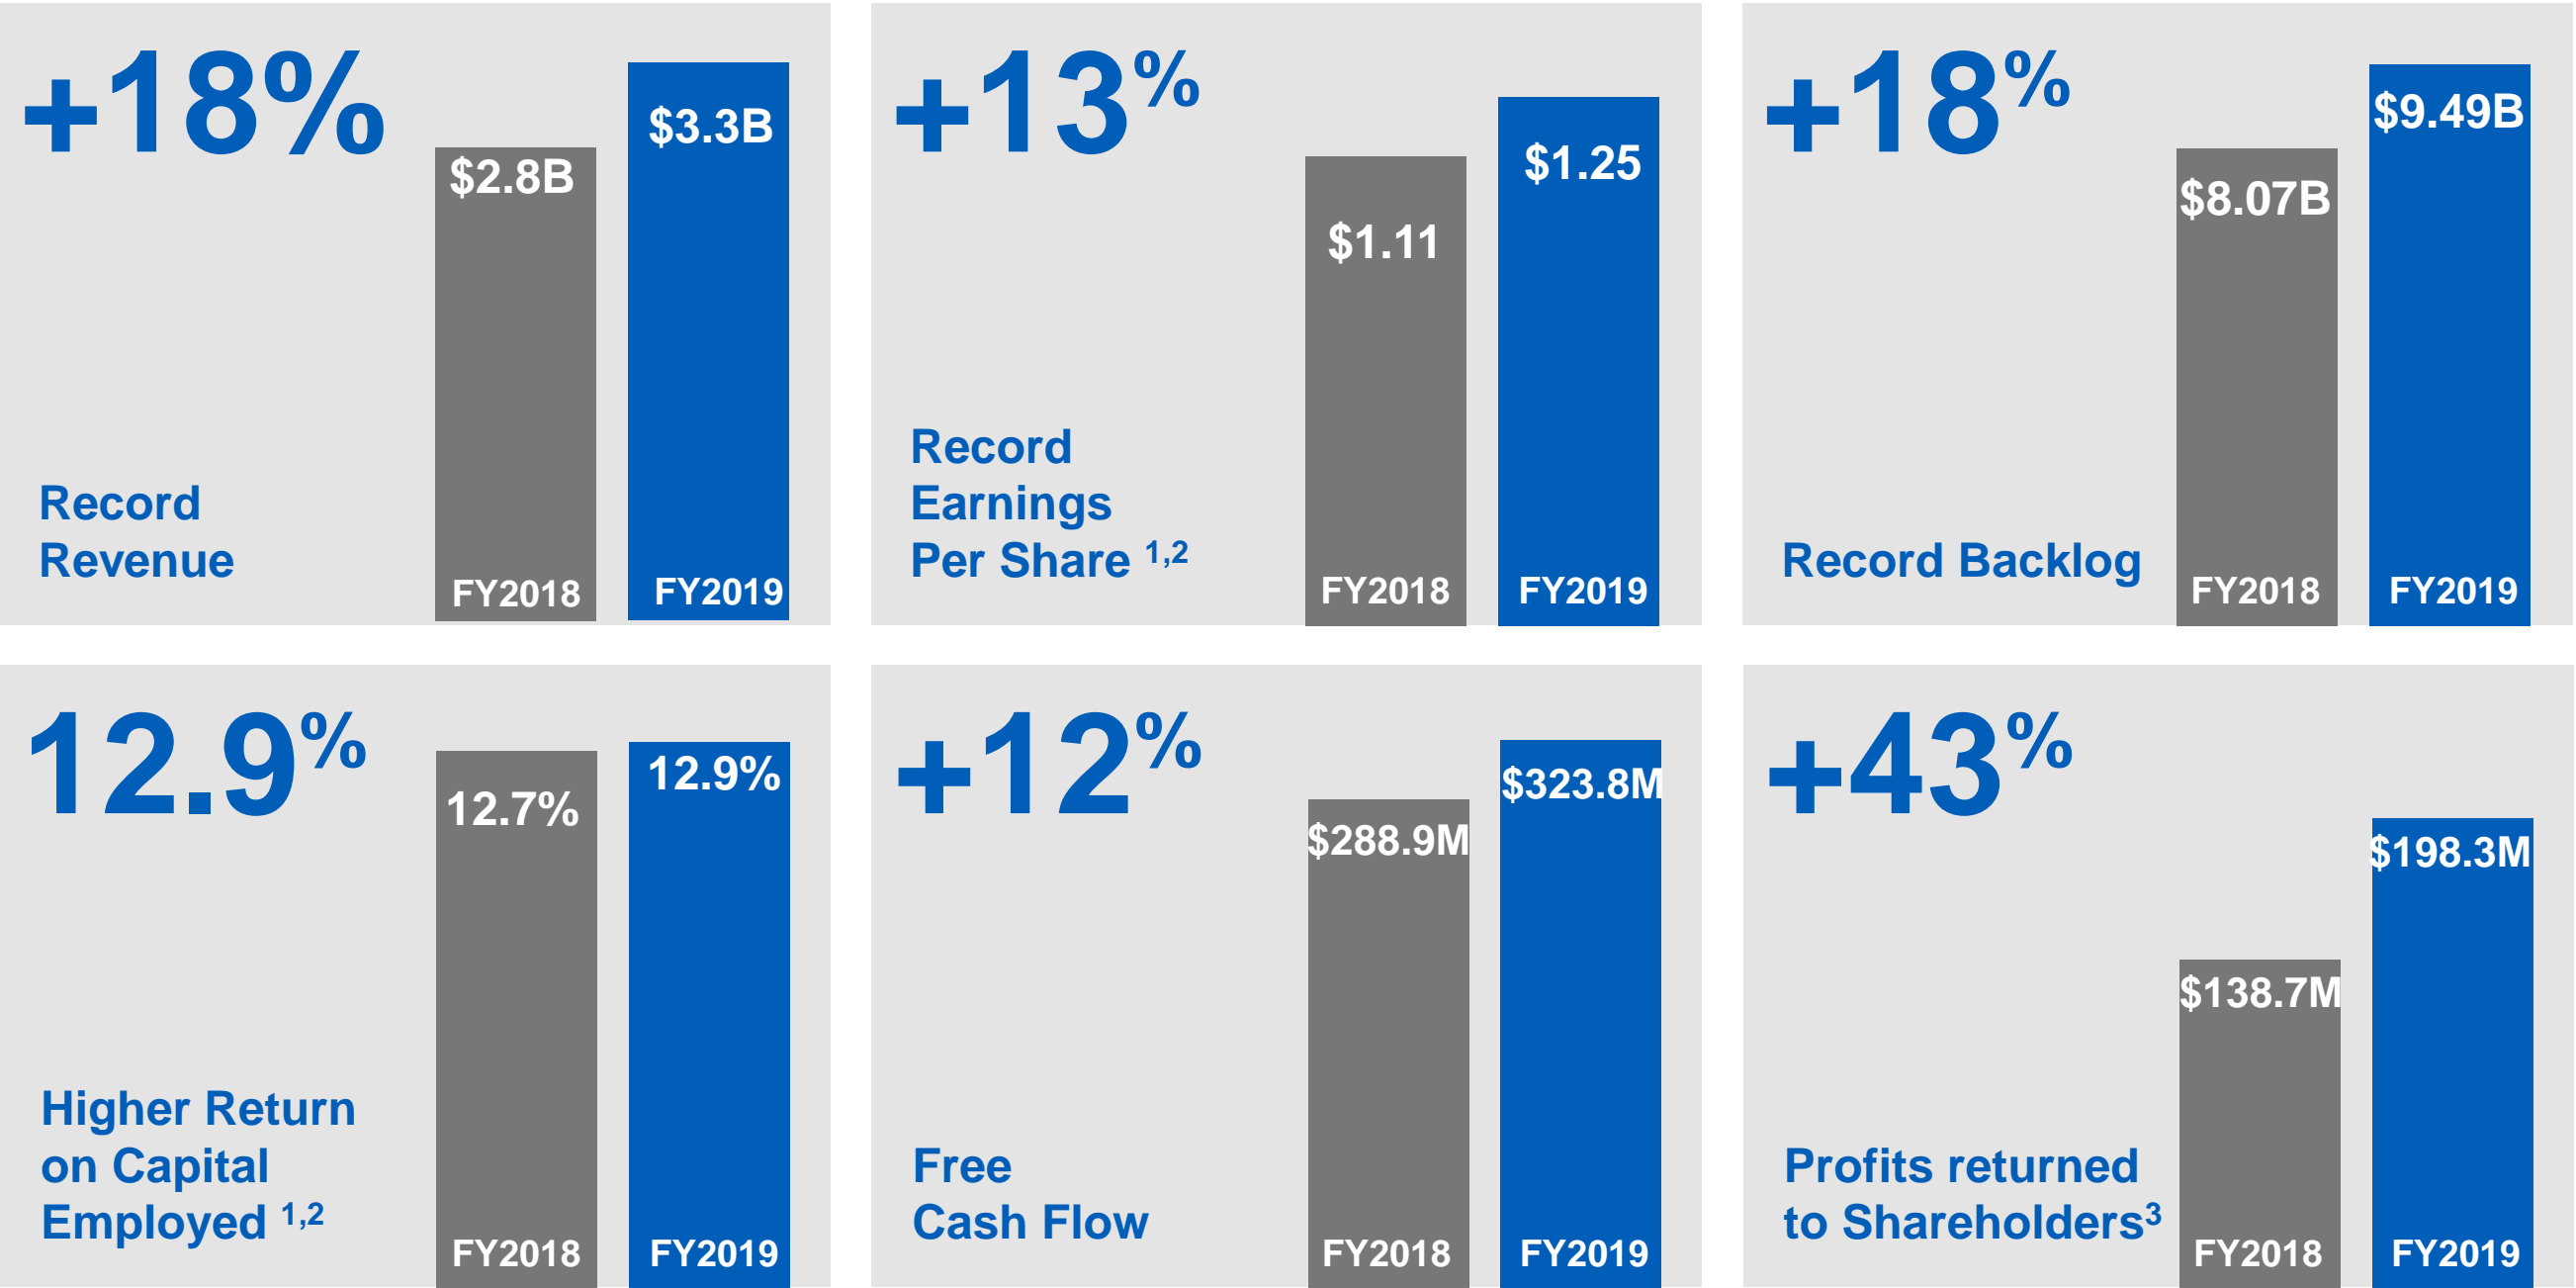 +18%
$2.8B
$3.3B
Record
Revenue
FY2018
FY2019
+13%
$1.11
$1.25
Record
Earnings
Per Share 1,2
FY2018
FY2019
+18%
$8.07B
$9.49B
Record Backlog
FY2018
FY2019
12.9%
12.7%
12.9%
Higher Return
on Capital
Employed 1,2
FY2018
FY2019
+12%
$288.9M
$323.8M
Free
Cash Flow
FY2018
FY2019
+43%
$138.7M
$198.3M
Profits returned
to Shareholders3
FY2018
FY2019